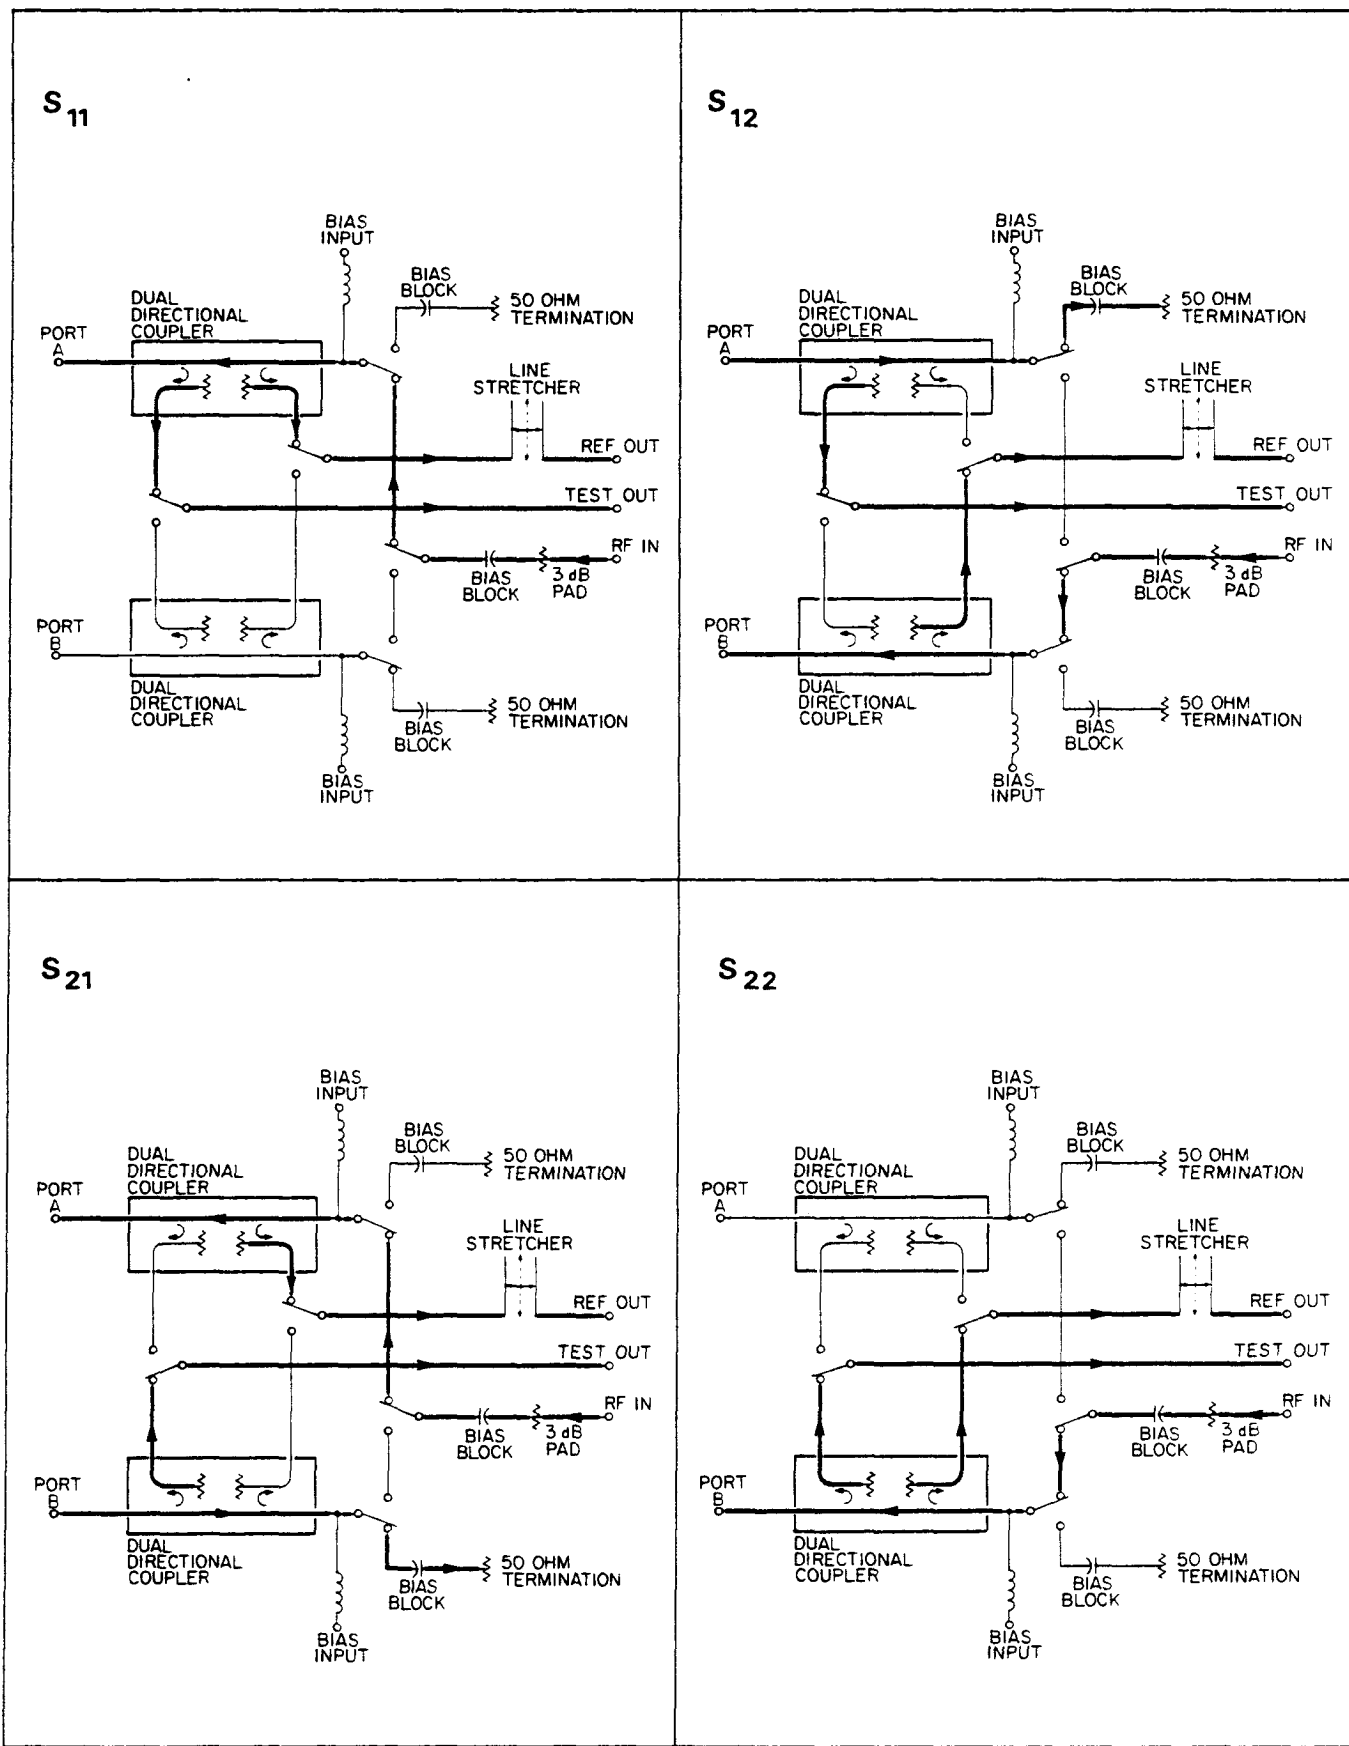 S11
BIAS
INPUT
BIAS
BLOCK
50 OHM
TERMINATION
DUAL
DIRECTIONAL
COUPLER
PORT
A
LINE
STRETCHER
REF OUT
TEST OUT
RF IN
BIAS
BLOCK
3 dB
PAD
PORT
B
DUAL
DIRECTIONAL
COUPLER
50 OHM
TERMINATION
BIAS
BLOCK
BIAS
INPUT
S12
BIAS
INPUT
BIAS
BLOCK
50 OHM
TERMINATION
DUAL
DIRECTIONAL
COUPLER
PORT
A
LINE
STRETCHER
REF OUT
TEST OUT
RF IN
BIAS
BLOCK
3 dB
PAD
PORT
B
DUAL
DIRECTIONAL
COUPLER
50 OHM
TERMINATION
BIAS
BLOCK
BIAS
INPUT
S21
BIAS
INPUT
BIAS
BLOCK
50 OHM
TERMINATION
DUAL
DIRECTIONAL
COUPLER
PORT
A
LINE
STRETCHER
REF OUT
TEST OUT
RF IN
BIAS
BLOCK
3 dB
PAD
PORT
B
DUAL
DIRECTIONAL
COUPLER
50 OHM
TERMINATION
BIAS
BLOCK
BIAS
INPUT
S22
BIAS
INPUT
BIAS
BLOCK
50 OHM
TERMINATION
DUAL
DIRECTIONAL
COUPLER
PORT
A
LINE
STRETCHER
REF OUT
TEST OUT
RF IN
BIAS
BLOCK
3 dB
PAD
PORT
B
DUAL
DIRECTIONAL
COUPLER
50 OHM
TERMINATION
BIAS
BLOCK
BIAS
INPUT